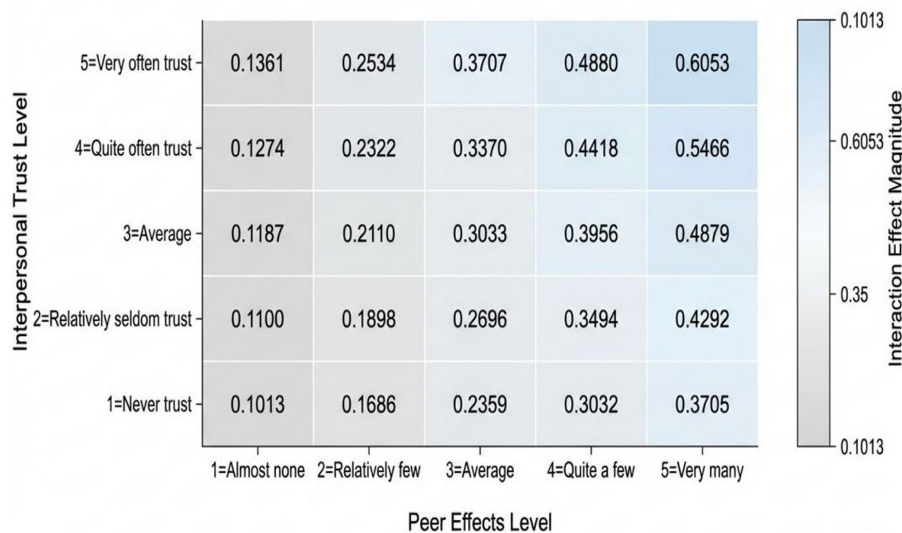 Interpersonal Trust Level
5=Very often trust 0.1361 0.2534 0.3707 0.4880 0.6053
4=Quite often trust 0.1274 0.2322 0.3370 0.4418 0.5466
3=Average 0.1187 0.2110 0.3033 0.3956 0.4879
2=Relatively seldom trust 0.1100 0.1898 0.2696 0.3494 0.4292
1=Never trust 0.1013 0.1686 0.2359 0.3032 0.3705
1=Almost none 2=Relatively few 3=Average 4=Quite a few 5=Very many
Peer Effects Level
0.1013
0.6053
0.35
0.1013
Interaction Effect Magnitude